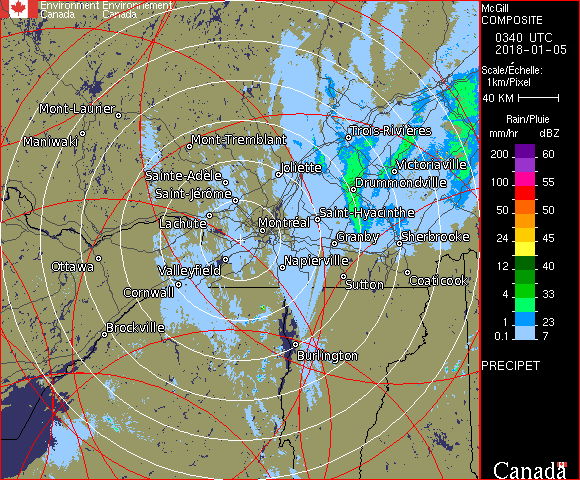 Environment Environnement
Canada Canada
McGill
COMPOSITE
0340 UTC
2018-01-05
Scale/Échelle:
1km/Pixel
40 KM
Rain/Pluie
mm/hr dBZ
200 60
100 55
50 50
24 45
12 40
4 33
1 23
0.1 7
PRECIPET
Canada
Mont-Laurier
Maniwaki
Mont-Tremblant
Trois-Rivières
Joliette
Victoriaville
Sainte-Adèle
Drummondville
Saint-Jérôme
Saint-Hyacinthe
Lachute
Montréal
Granby
Sherbrooke
Ottawa
Valleyfield
Napierville
Sutton
Coaticook
Cornwall
Brockville
Burlington